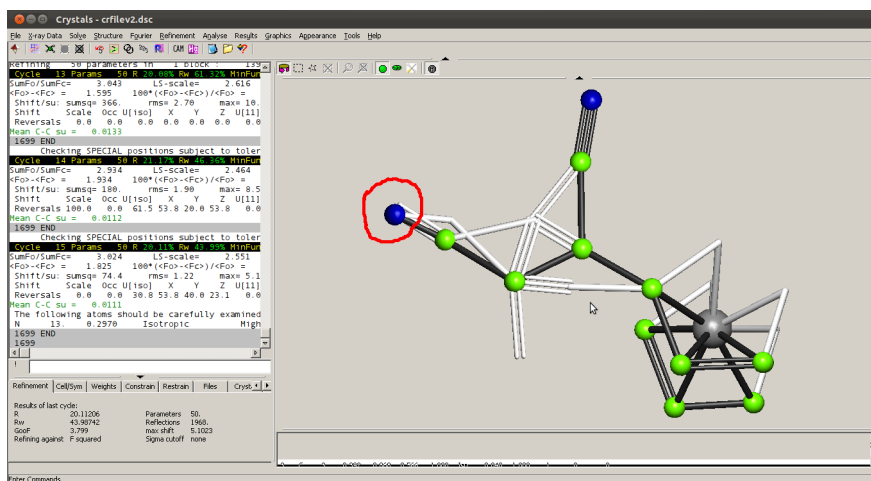 Crystals - crfilev2.dsc
File X-ray Data Solve Structure Fourier Refinement Analyse Results Graphics Appearance Tools Help
Refining 50 parameters in 1 block : 139
Cycle 13 Params 50 R 20.08% Rw 61.32% MinFun
SumFo/SumFc= 3.043 LS-scale= 2.616
<Fo>-<Fc> = 1.595 100*(<Fo>-<Fc>)/<Fo> =
Shift/su: sumsq= 366. rms= 2.70 max= 10.
Shift Scale Occ U[iso] X Y Z U[11]
Reversals 0.0 0.0 0.0 0.0 0.0 0.0 0.0
Mean C-C su = 0.0133
1699 END
Checking SPECIAL positions subject to toler
Cycle 14 Params 50 R 21.17% Rw 46.36% MinFun
SumFo/SumFc= 2.934 LS-scale= 2.464
<Fo>-<Fc> = 1.934 100*(<Fo>-<Fc>)/<Fo> =
Shift/su: sumsq= 180. rms= 1.90 max= 8.5
Shift Scale Occ U[iso] X Y Z U[11]
Reversals 100.0 0.0 61.5 53.8 20.0 53.8 0.0
Mean C-C su = 0.0112
1699 END
Checking SPECIAL positions subject to toler
Cycle 15 Params 50 R 20.11% Rw 43.99% MinFun
SumFo/SumFc= 3.024 LS-scale= 2.551
<Fo>-<Fc> = 1.825 100*(<Fo>-<Fc>)/<Fo> =
Shift/su: sumsq= 74.4 rms= 1.22 max= 5.1
Shift Scale Occ U[iso] X Y Z U[11]
Reversals 0.0 0.0 30.8 53.8 40.0 23.1 0.0
Mean C-C su = 0.0111
The following atoms should be carefully examined
N 13. 0.2970 Isotropic Migh
1699 END
1699
!
Refinement Cell/Sym Weights Constrain Restrain Files Cryst
Results of last cycle:
R 20.11206 Parameters 50.
Rw 43.98742 Reflections 1968.
GooF 3.799 max shift 5.1023
Refining against F squared Sigma cutoff none
Enter Commands